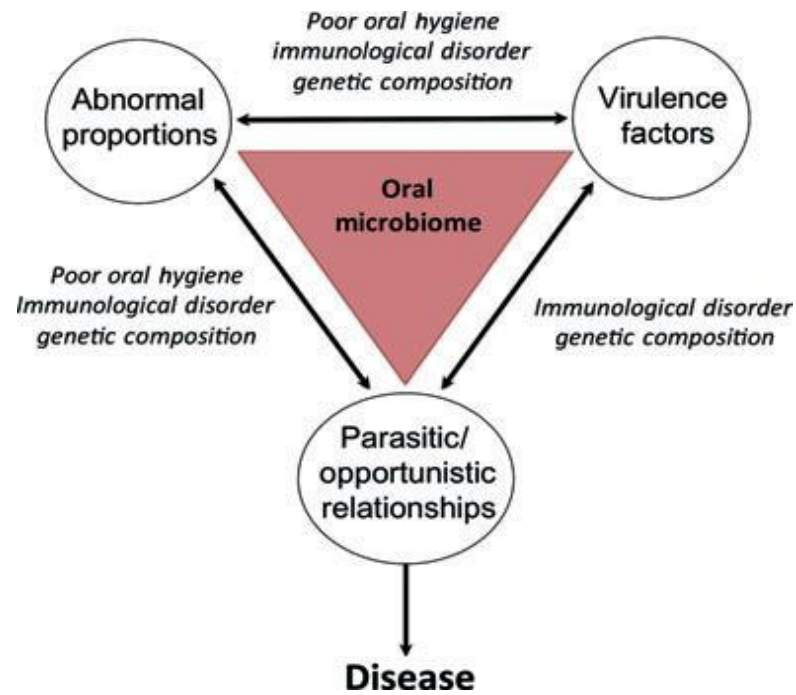 Poor oral hygiene
immunological disorder
genetic composition
Abnormal
proportions
Virulence
factors
Oral
microbiome
Poor oral hygiene
Immunological disorder
genetic composition
Immunological disorder
genetic composition
Parasitic/
opportunistic
relationships
Disease